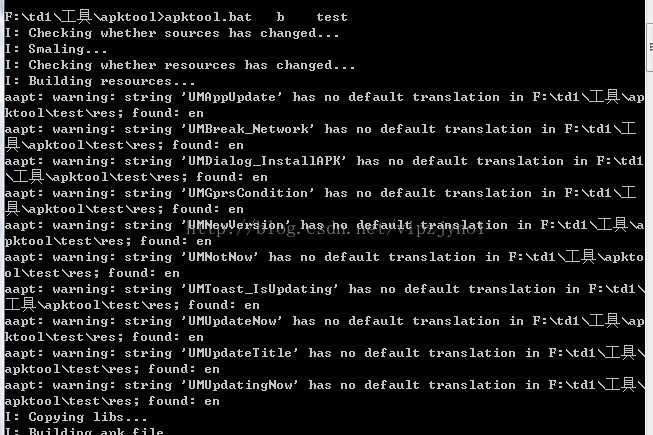 F:\td1\工具\apktool>apktool.bat   b    test
I: Checking whether sources has changed...
I: Smaling...
I: Checking whether resources has changed...
I: Building resources...
aapt: warning: string 'UMAppUpdate' has no default translation in F:\td1\工具\ap
ktool\test\res; found: en
aapt: warning: string 'UMBreak_Network' has no default translation in F:\td1\工
具\apktool\test\res; found: en
aapt: warning: string 'UMDialog_InstallAPK' has no default translation in F:\td1
\工具\apktool\test\res; found: en
aapt: warning: string 'UMGprsCondition' has no default translation in F:\td1\工
具\apktool\test\res; found: en
aapt: warning: string 'UMNewVersion' has no default translation in F:\td1\工具\a
pktool\test\res; found: en
aapt: warning: string 'UMNotNow' has no default translation in F:\td1\工具\apkto
ol\test\res; found: en
aapt: warning: string 'UMToast_IsUpdating' has no default translation in F:\td1\
工具\apktool\test\res; found: en
aapt: warning: string 'UMUpdateNow' has no default translation in F:\td1\工具\ap
ktool\test\res; found: en
aapt: warning: string 'UMUpdateTitle' has no default translation in F:\td1\工具\
apktool\test\res; found: en
aapt: warning: string 'UMUpdatingNow' has no default translation in F:\td1\工具\
apktool\test\res; found: en
I: Copying libs...
I: Building apk file